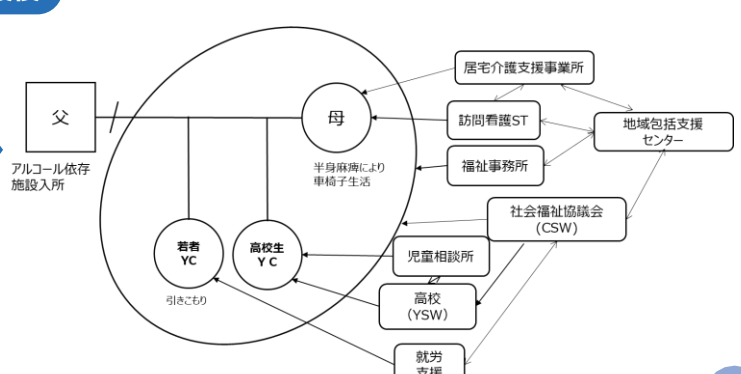 父
アルコール依存
施設入所
母
半身麻痺により
車椅子生活
若者
YC
引きこもり
高校生
ＹＣ
居宅介護支援事業所
訪問看護ST
福祉事務所
地域包括支援
センター
社会福祉協議会
(CSW)
児童相談所
高校
(YSW)
就労
支援